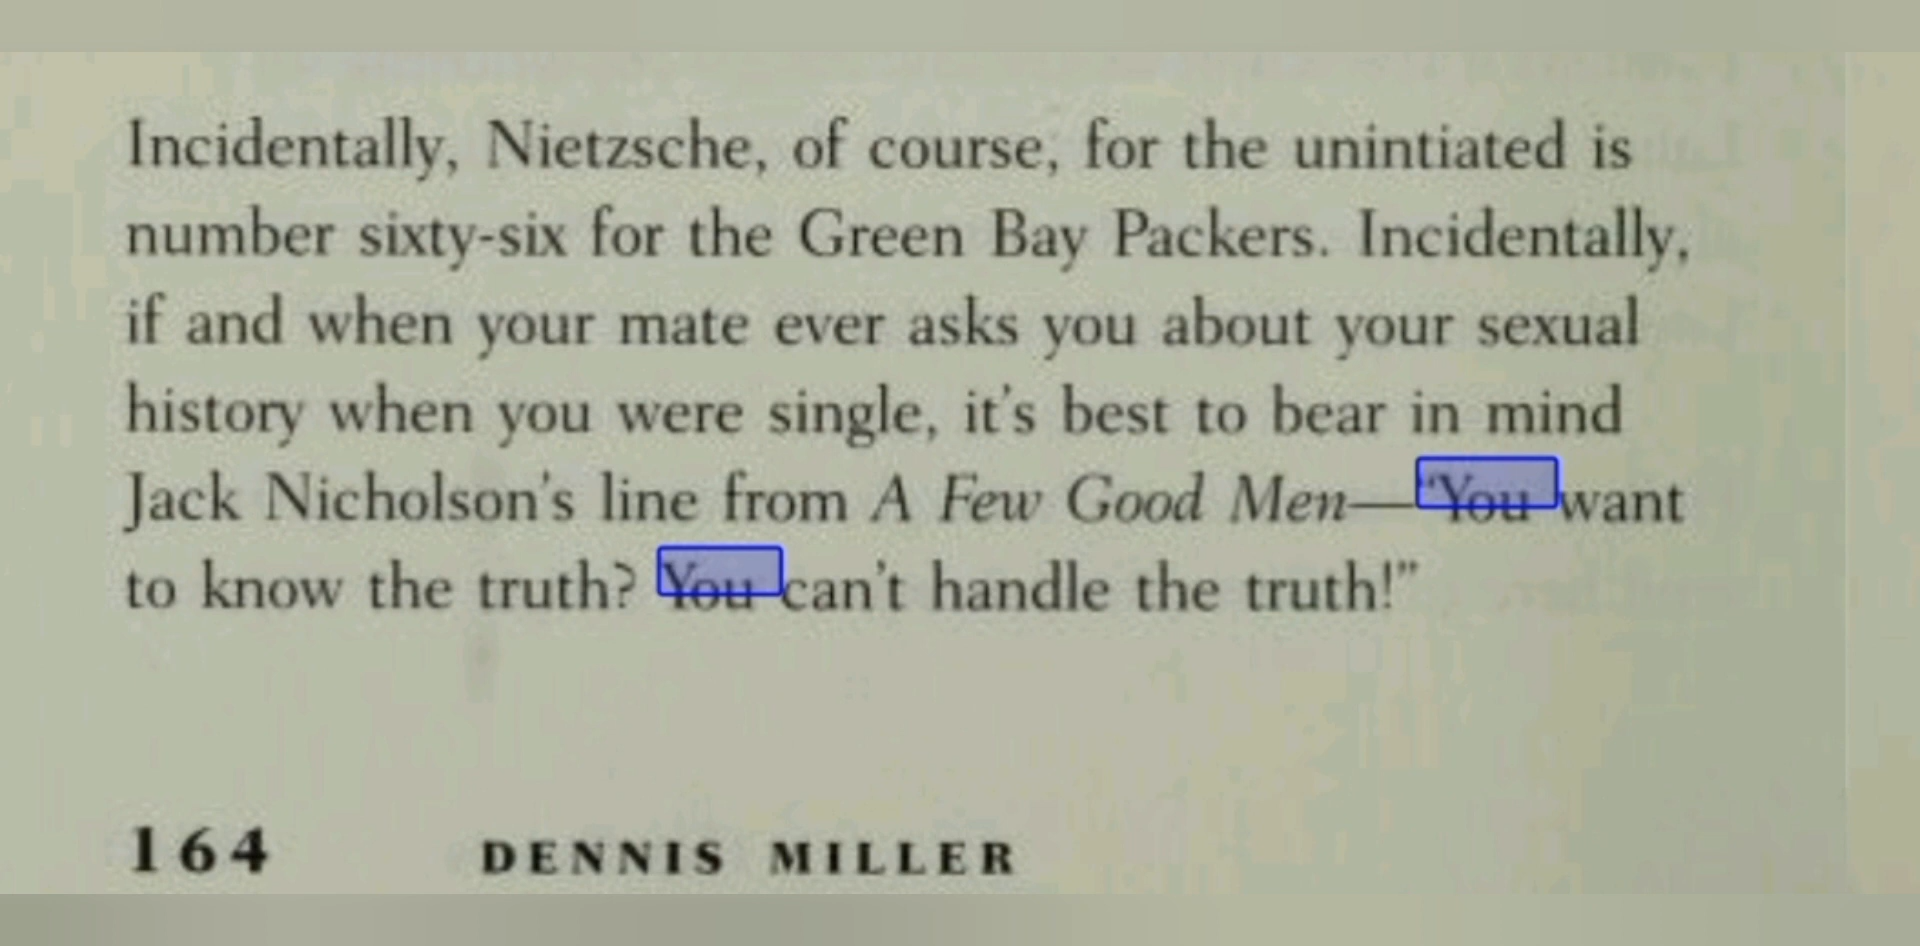 Incidentally, Nietzsche, of course, for the unintiated is
number sixty-six for the Green Bay Packers. Incidentally,
if and when your mate ever asks you about your sexual
history when you were single, it's best to bear in mind
Jack Nicholson's line from A Few Good Men—"You want
to know the truth? You can't handle the truth!"
164 DENNIS MILLER